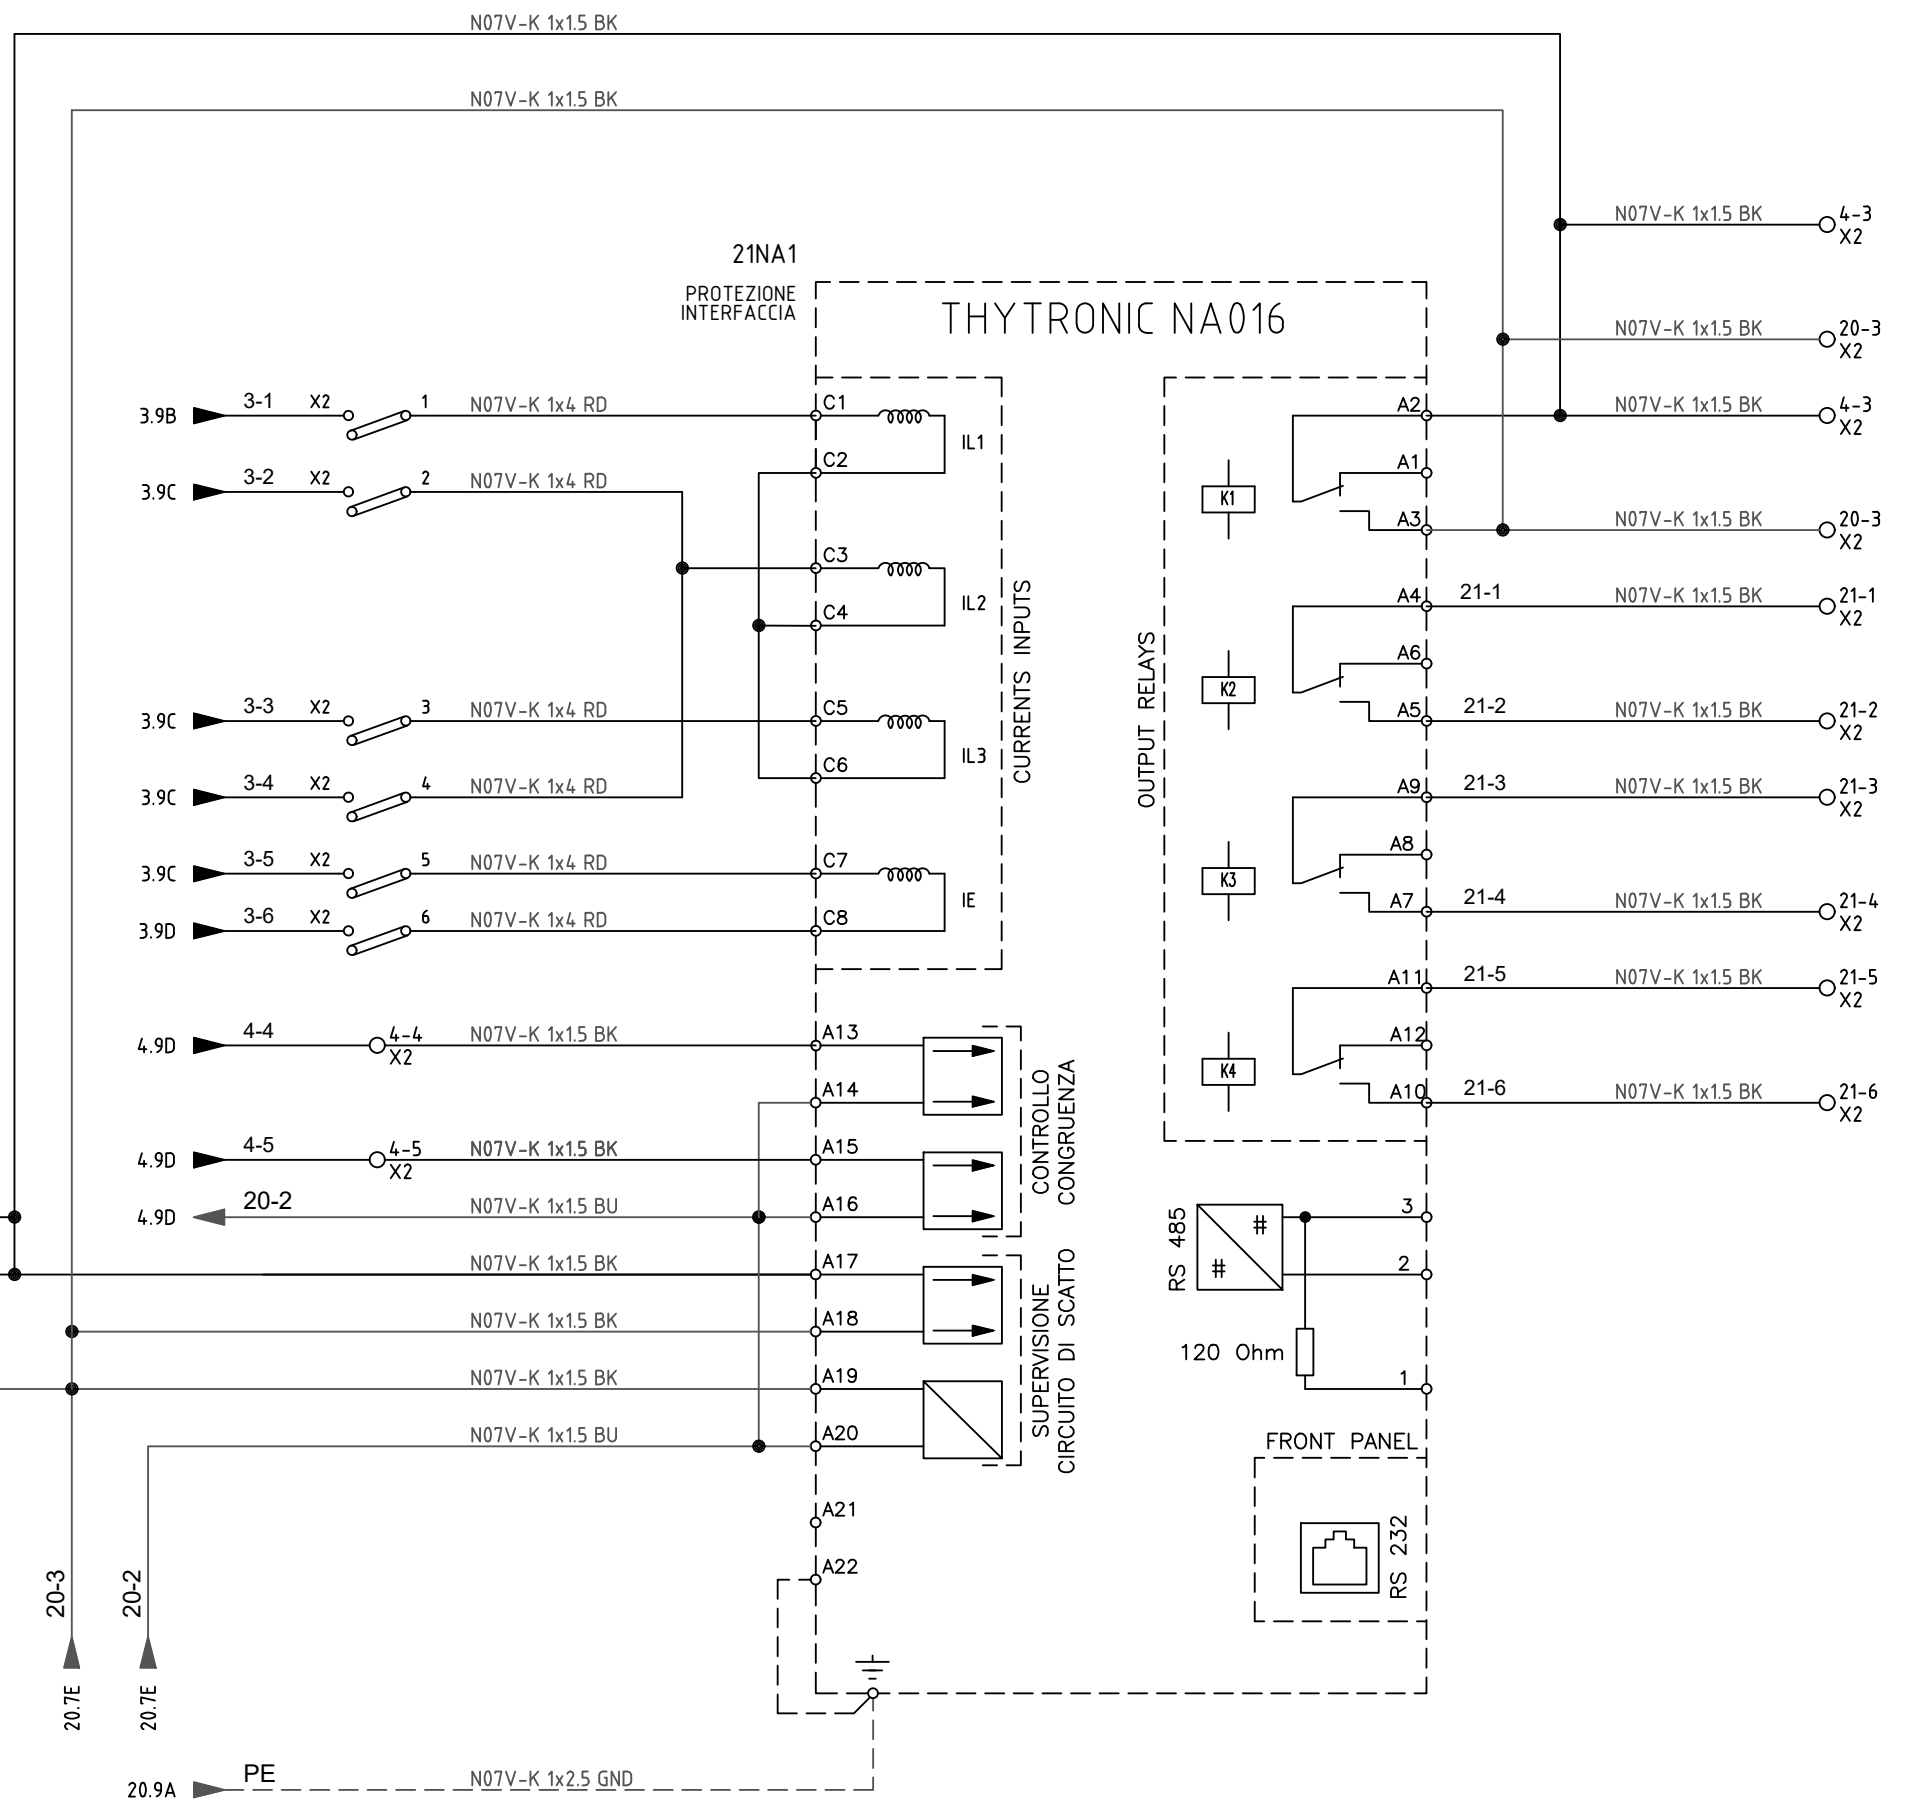 N07V-K 1x1.5 BK
N07V-K 1x1.5 BK
N07V-K 1x1.5 BK
4-3
X2
21NA1
PROTEZIONE
INTERFACCIA
THYTRONIC NA016
N07V-K 1x1.5 BK
20-3
X2
3.9B
3-1
X2
1
N07V-K 1x4 RD
C1
IL1
C2
3.9C
3-2
X2
2
N07V-K 1x4 RD
C3
IL2
C4
3.9C
3-3
X2
3
N07V-K 1x4 RD
C5
IL3
C6
3.9C
3-4
X2
4
N07V-K 1x4 RD
3.9C
3-5
X2
5
N07V-K 1x4 RD
C7
IE
3.9D
3-6
X2
6
N07V-K 1x4 RD
C8
CURRENTS INPUTS
OUTPUT RELAYS
K1
A2
A1
A3
N07V-K 1x1.5 BK
4-3
X2
N07V-K 1x1.5 BK
20-3
X2
K2
A4
21-1
N07V-K 1x1.5 BK
21-1
X2
A6
A5
21-2
N07V-K 1x1.5 BK
21-2
X2
K3
A9
21-3
N07V-K 1x1.5 BK
21-3
X2
A8
A7
21-4
N07V-K 1x1.5 BK
21-4
X2
K4
A11
21-5
N07V-K 1x1.5 BK
21-5
X2
A12
A10
21-6
N07V-K 1x1.5 BK
21-6
X2
4.9D
4-4
4-4
X2
N07V-K 1x1.5 BK
A13
A14
4.9D
4-5
4-5
X2
N07V-K 1x1.5 BK
A15
4.9D
20-2
N07V-K 1x1.5 BU
A16
CONTROLLO
CONGRUENZA
N07V-K 1x1.5 BK
A17
N07V-K 1x1.5 BK
A18
N07V-K 1x1.5 BK
A19
N07V-K 1x1.5 BU
A20
SUPERVISIONE
CIRCUITO DI SCATTO
A21
A22
RS 485
#
#
3
2
120 Ohm
1
FRONT PANEL
RS 232
20-3
20-2
20.7E
20.7E
20.9A
PE
N07V-K 1x2.5 GND